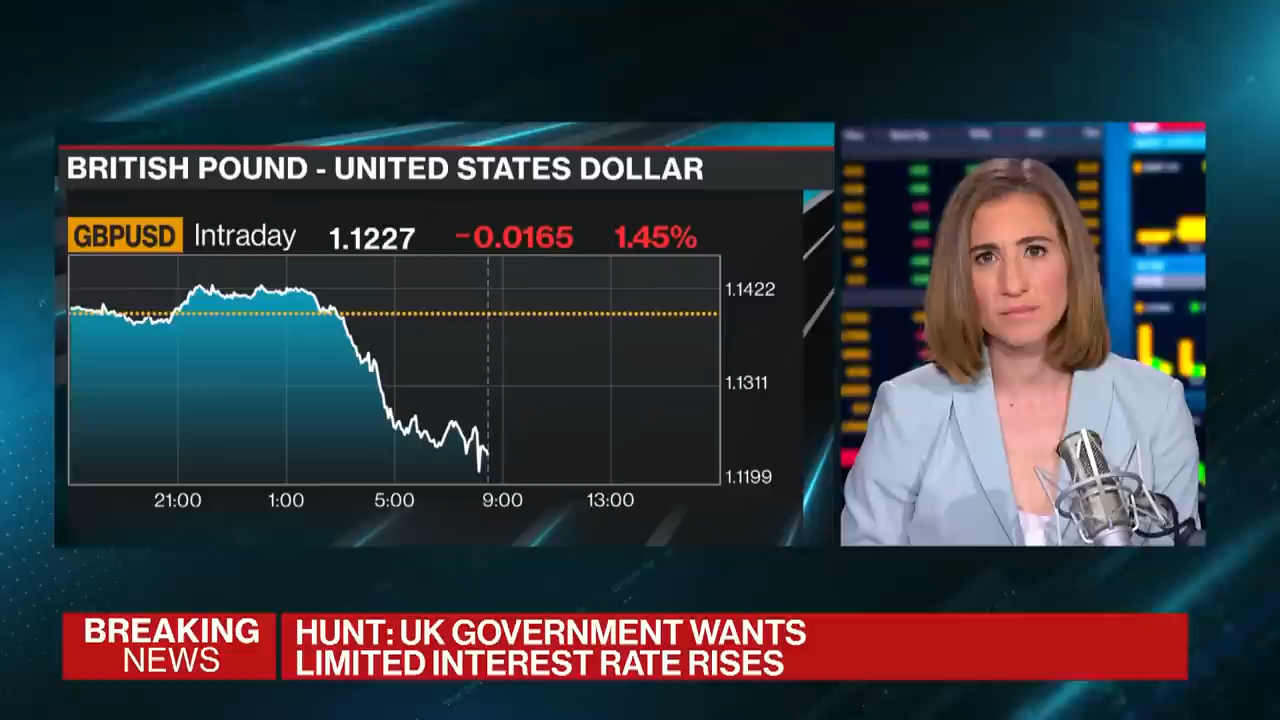 BRITISH POUND - UNITED STATES DOLLAR
GBPUSD Intraday 1.1227 -0.0165 1.45%
1.1422
1.1311
1.1199
21:00 1:00 5:00 9:00 13:00
BREAKING
NEWS
HUNT: UK GOVERNMENT WANTS
LIMITED INTEREST RATE RISES